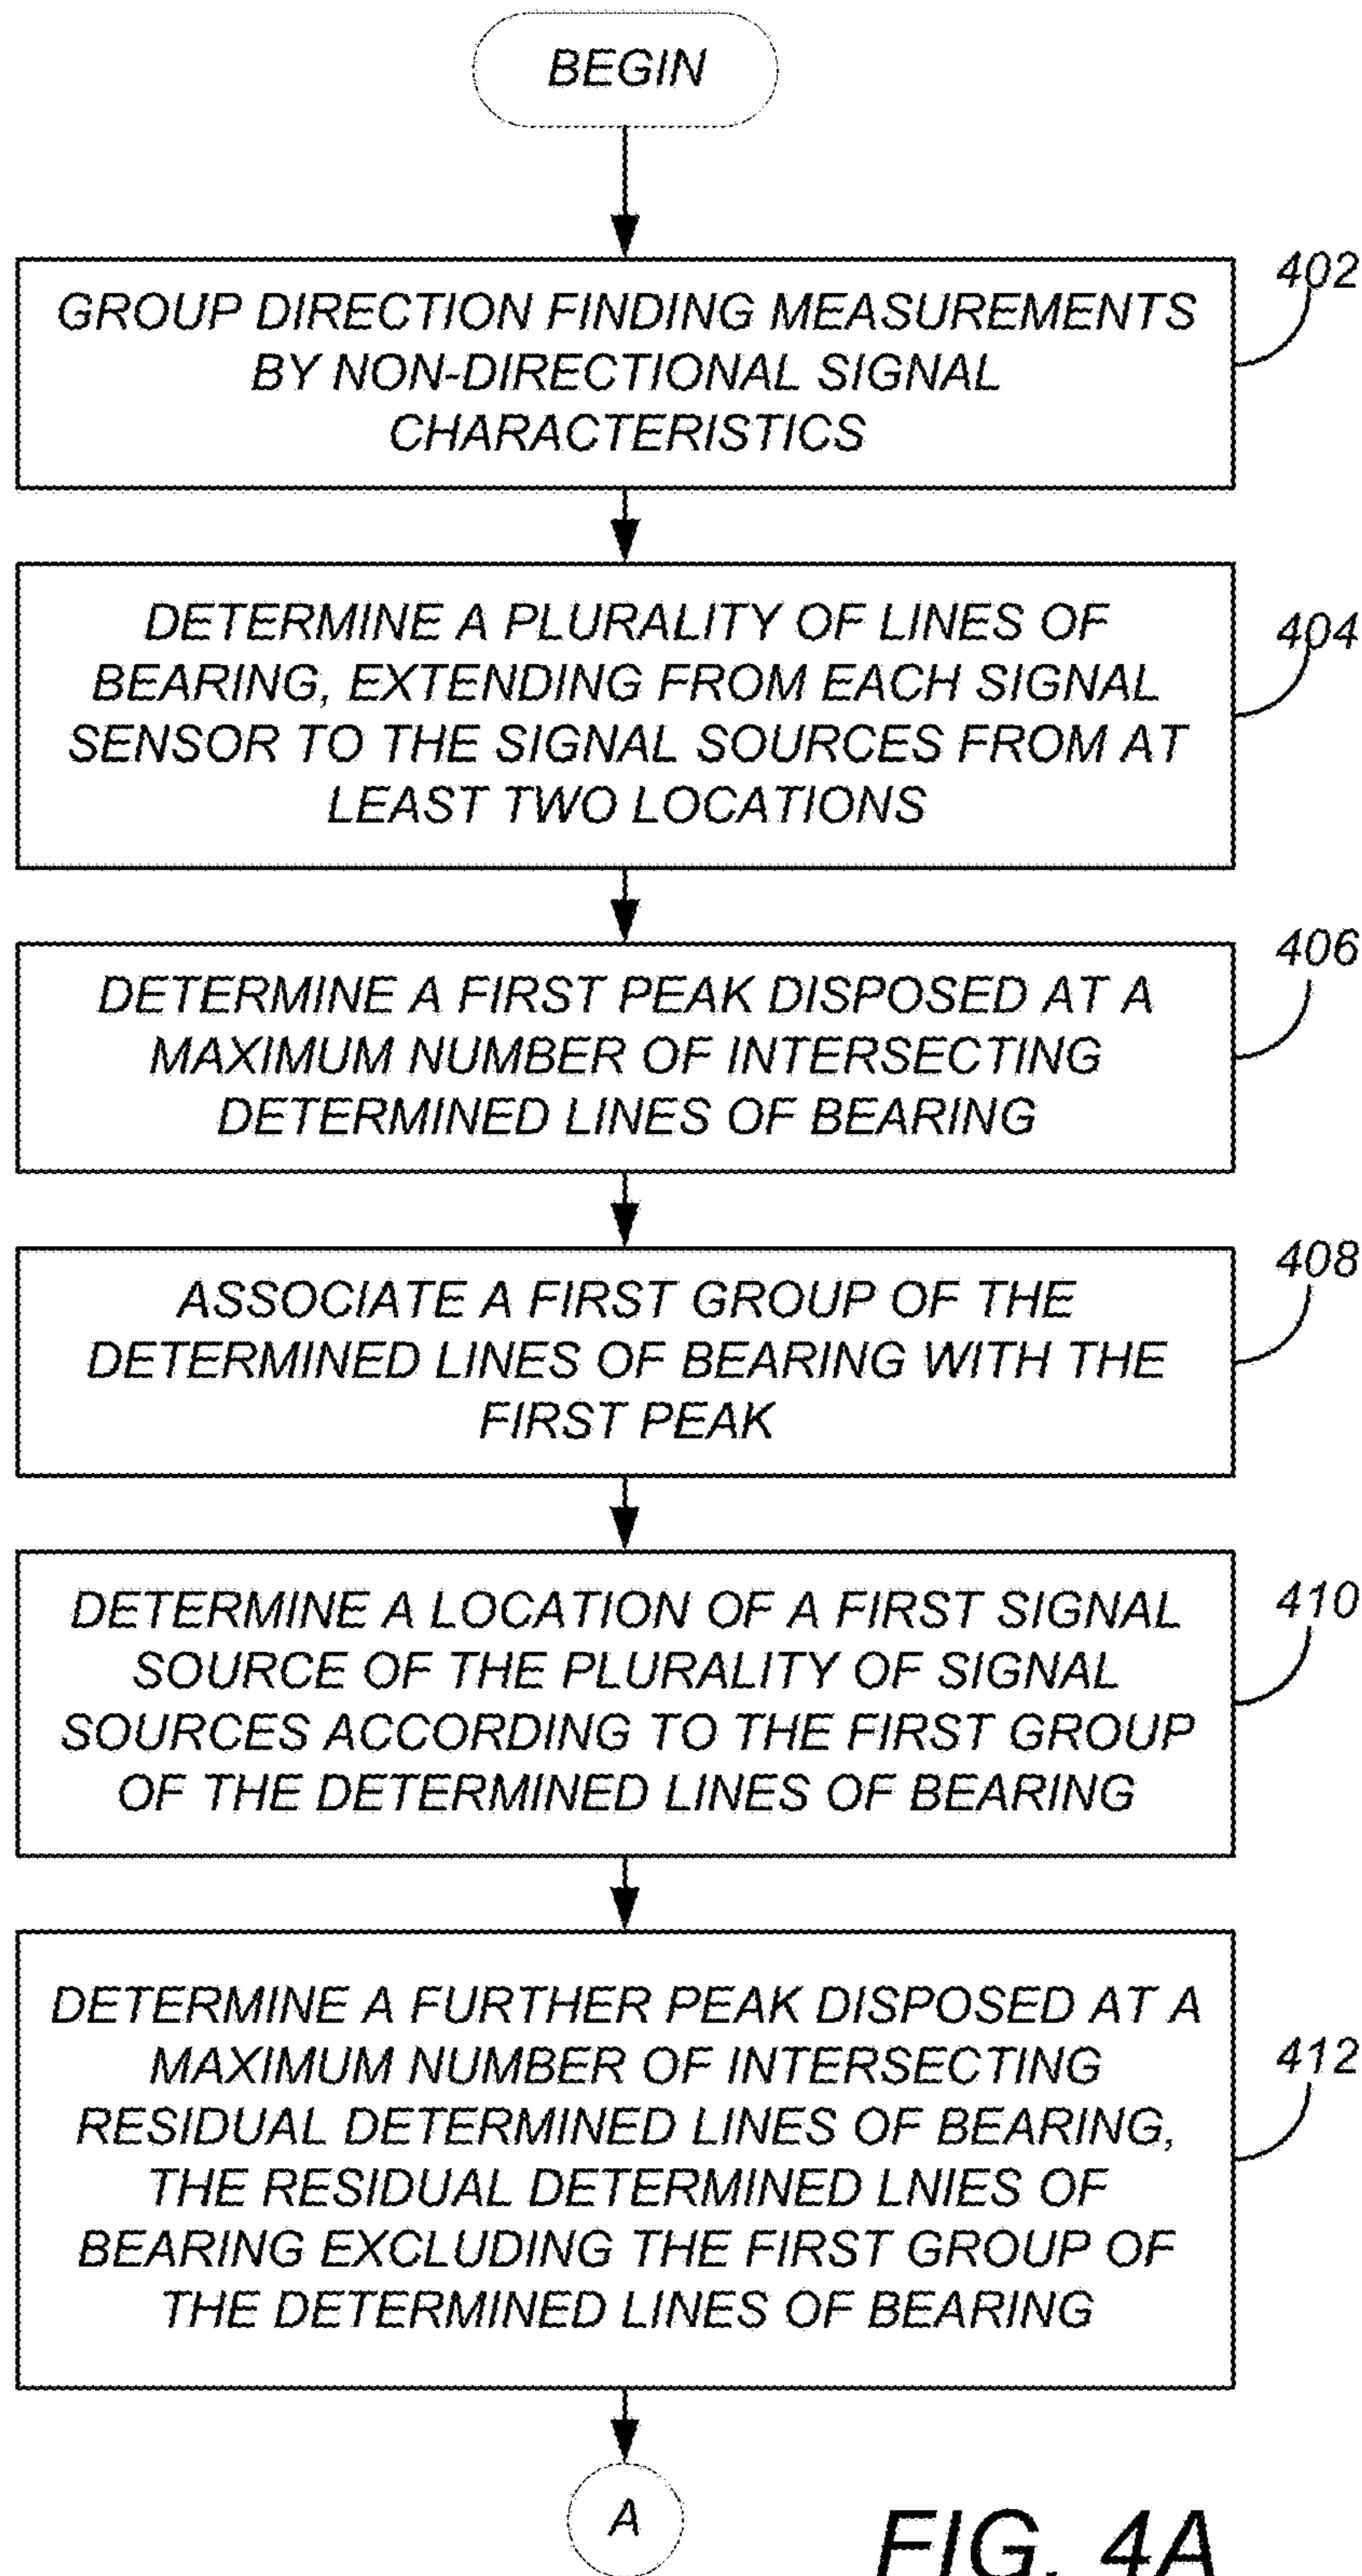 BEGIN
402
GROUP DIRECTION FINDING MEASUREMENTS
BY NON-DIRECTIONAL SIGNAL
CHARACTERISTICS
404
DETERMINE A PLURALITY OF LINES OF
BEARING, EXTENDING FROM EACH SIGNAL
SENSOR TO THE SIGNAL SOURCES FROM AT
LEAST TWO LOCATIONS
406
DETERMINE A FIRST PEAK DISPOSED AT A
MAXIMUM NUMBER OF INTERSECTING
DETERMINED LINES OF BEARING
408
ASSOCIATE A FIRST GROUP OF THE
DETERMINED LINES OF BEARING WITH THE
FIRST PEAK
410
DETERMINE A LOCATION OF A FIRST SIGNAL
SOURCE OF THE PLURALITY OF SIGNAL
SOURCES ACCORDING TO THE FIRST GROUP
OF THE DETERMINED LINES OF BEARING
412
DETERMINE A FURTHER PEAK DISPOSED AT A
MAXIMUM NUMBER OF INTERSECTING
RESIDUAL DETERMINED LINES OF BEARING,
THE RESIDUAL DETERMINED LNIES OF
BEARING EXCLUDING THE FIRST GROUP OF
THE DETERMINED LINES OF BEARING
A
FIG. 4A